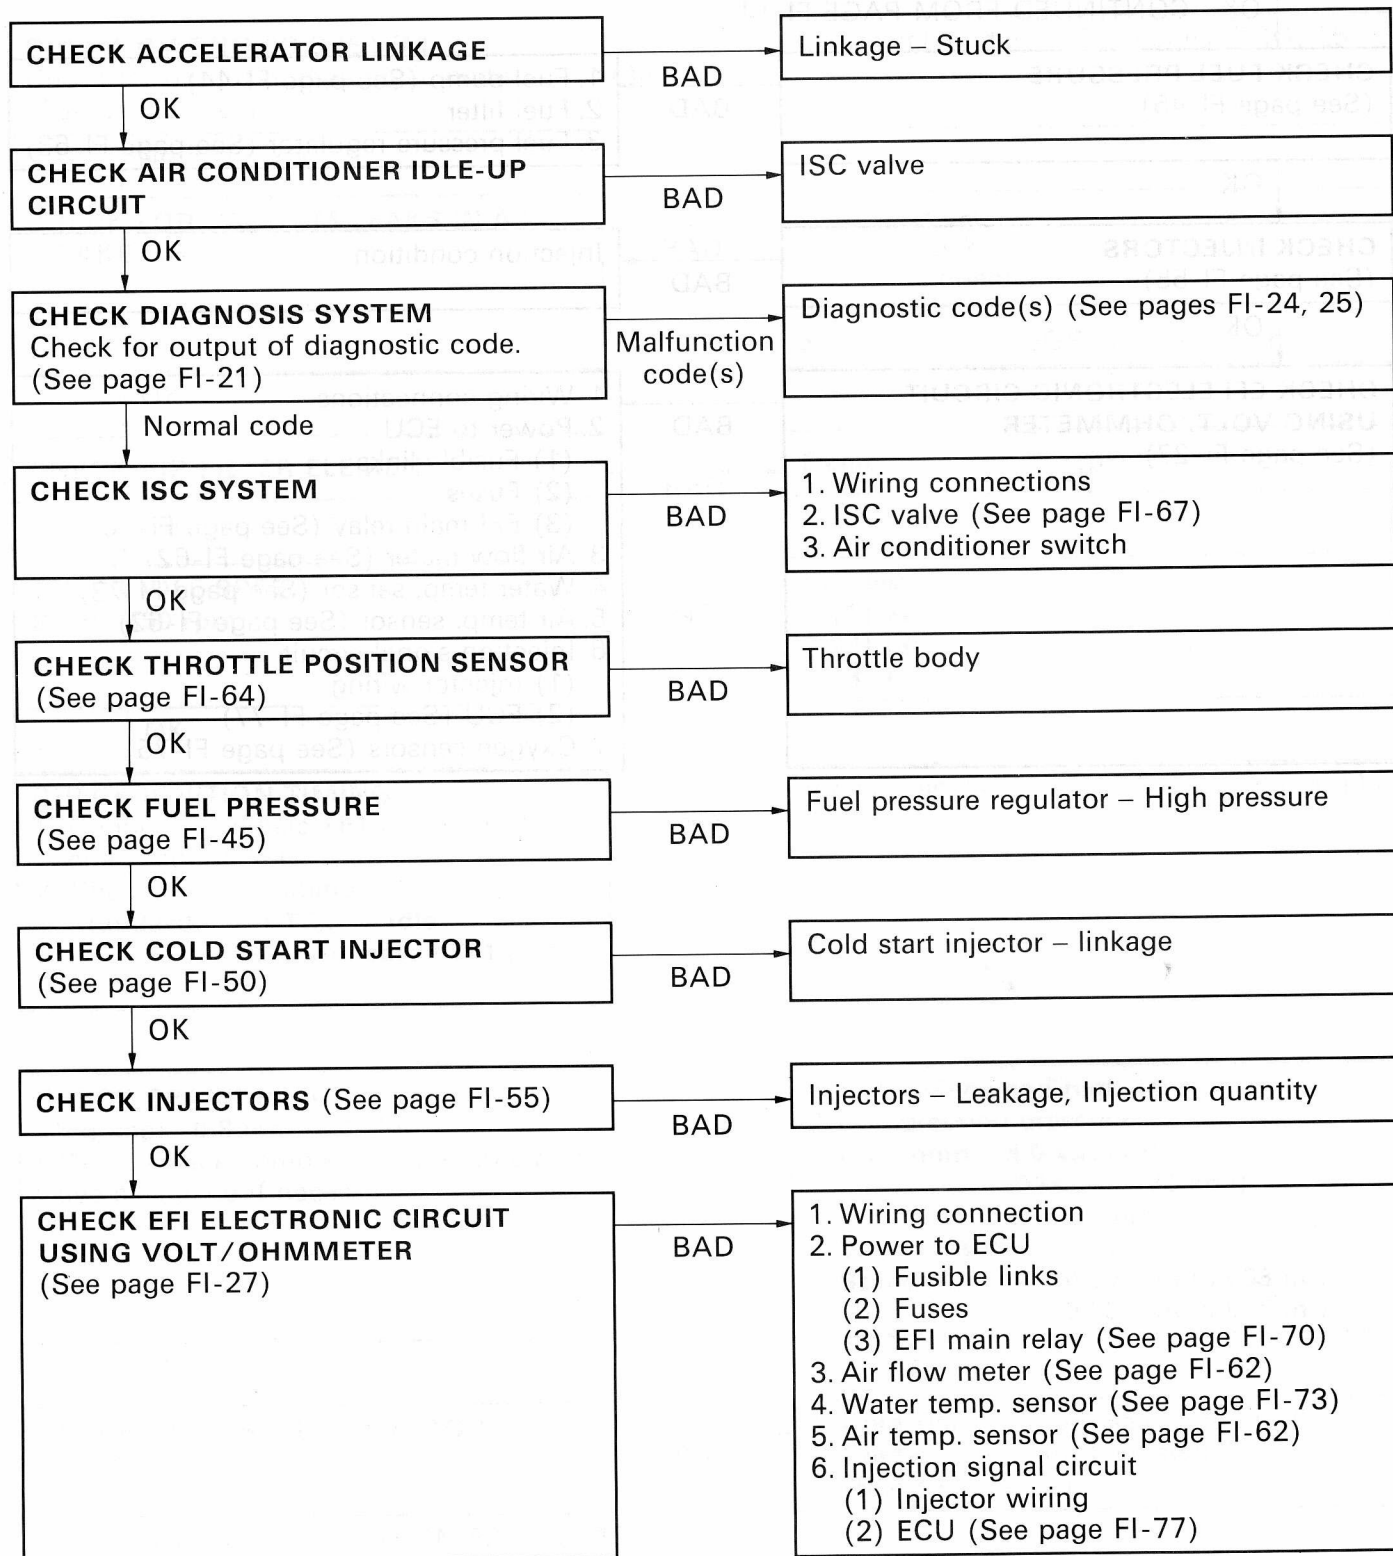 CHECK ACCELERATOR LINKAGE
BAD
Linkage – Stuck
OK
CHECK AIR CONDITIONER IDLE-UP
CIRCUIT
BAD
ISC valve
OK
CHECK DIAGNOSIS SYSTEM
Check for output of diagnostic code.
(See page FI-21)
Malfunction
code(s)
Diagnostic code(s) (See pages FI-24, 25)
Normal code
CHECK ISC SYSTEM
BAD
1. Wiring connections
2. ISC valve (See page FI-67)
3. Air conditioner switch
OK
CHECK THROTTLE POSITION SENSOR
(See page FI-64)
BAD
Throttle body
OK
CHECK FUEL PRESSURE
(See page FI-45)
BAD
Fuel pressure regulator – High pressure
OK
CHECK COLD START INJECTOR
(See page FI-50)
BAD
Cold start injector – linkage
OK
CHECK INJECTORS (See page FI-55)
BAD
Injectors – Leakage, Injection quantity
OK
CHECK EFI ELECTRONIC CIRCUIT
USING VOLT/OHMMETER
(See page FI-27)
BAD
1. Wiring connection
2. Power to ECU
(1) Fusible links
(2) Fuses
(3) EFI main relay (See page FI-70)
3. Air flow meter (See page FI-62)
4. Water temp. sensor (See page FI-73)
5. Air temp. sensor (See page FI-62)
6. Injection signal circuit
(1) Injector wiring
(2) ECU (See page FI-77)